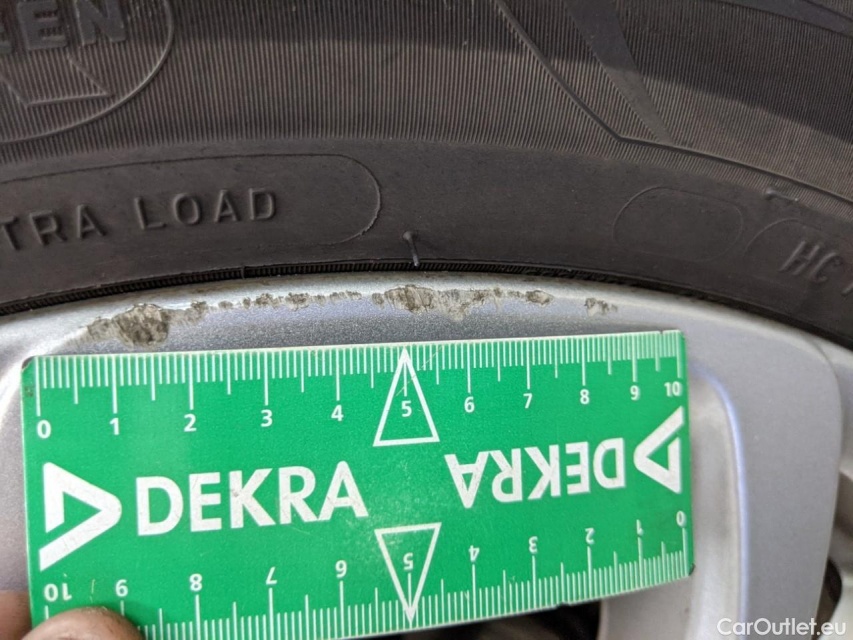 TRA LOAD
HC
0 1 2 3 4 5 6 7 8 9 10
DEKRA DEKRA
10 9 8 7 6 5 4 3 2 1 0
CarOutlet.eu